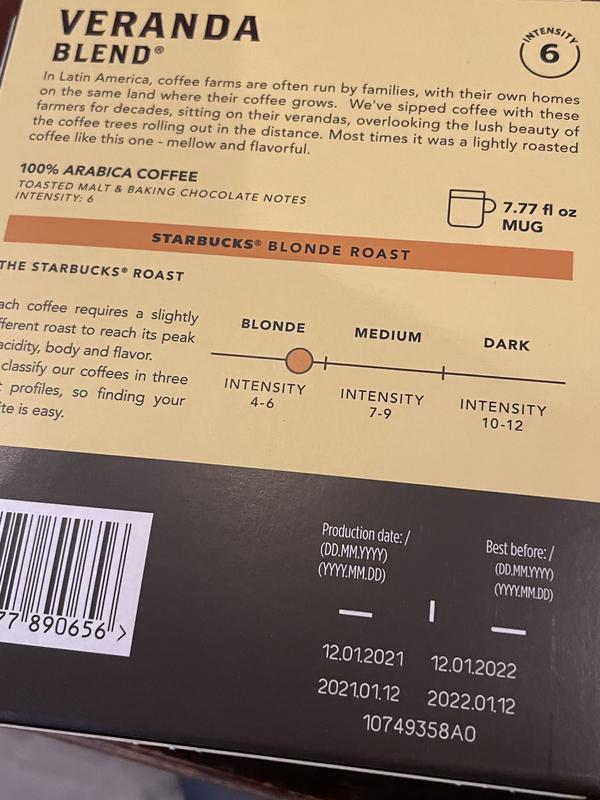 VERANDA
BLEND®
INTENSITY
6
In Latin America, coffee farms are often run by families, with their own homes
on the same land where their coffee grows. We've sipped coffee with these
farmers for decades, sitting on their verandas, overlooking the lush beauty of
the coffee trees rolling out in the distance. Most times it was a lightly roasted
coffee like this one - mellow and flavorful.
100% ARABICA COFFEE
TOASTED MALT & BAKING CHOCOLATE NOTES
INTENSITY: 6
7.77 fl oz
MUG
STARBUCKS® BLONDE ROAST
THE STARBUCKS® ROAST
ach coffee requires a slightly
fferent roast to reach its peak
acidity, body and flavor.
classify our coffees in three
profiles, so finding your
te is easy.
BLONDE
MEDIUM
DARK
INTENSITY
4-6
INTENSITY
7-9
INTENSITY
10-12
77 890656 >
Production date: /
(DD.MM.YYYY)
(YYYY.MM.DD)
Best before: /
(DD.MM.YYYY)
(YYYY.MM.DD)
12.01.2021 12.01.2022
2021.01.12 2022.01.12
10749358A0